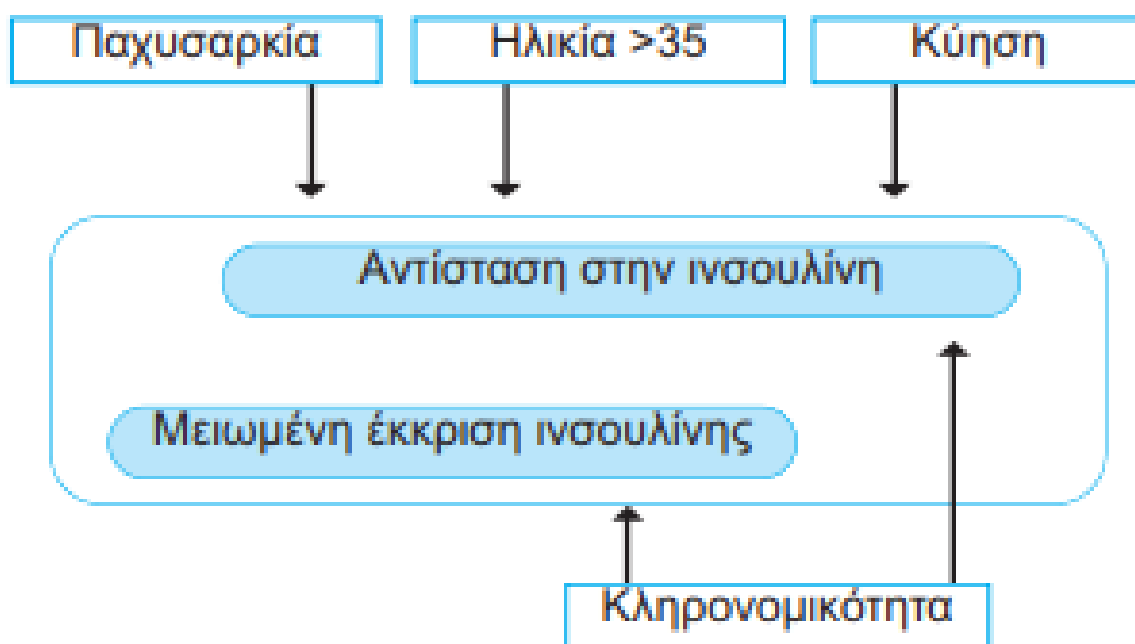 Παχυσαρκία
Ηλικία >35
Κύηση
Αντίσταση στην ινσουλίνη
Μειωμένη έκκριση ινσουλίνης
Κληρονομικότητα